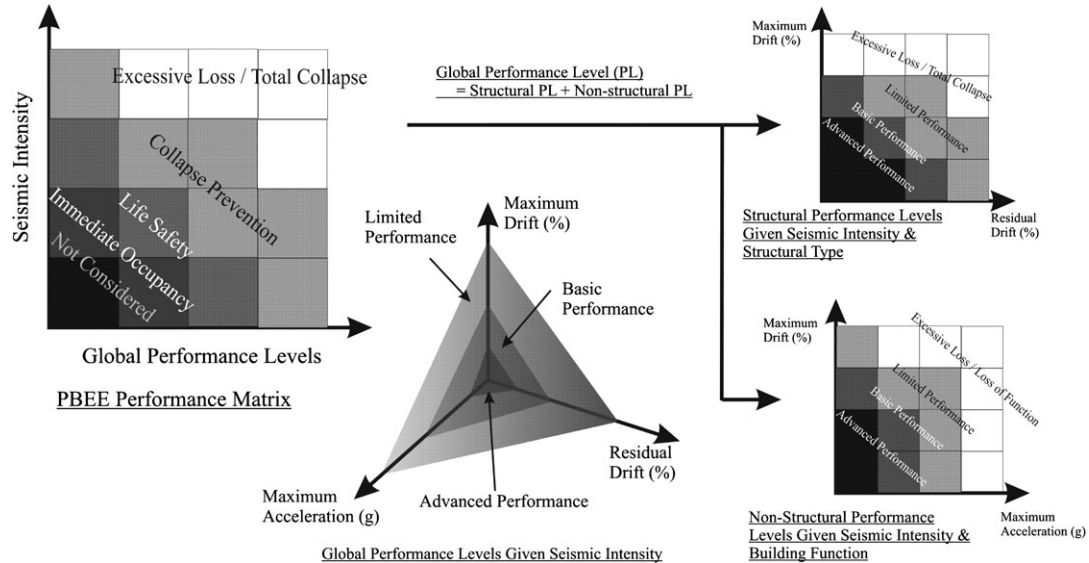 Seismic Intensity
Excessive Loss / Total Collapse
Collapse Prevention
Life Safety
Immediate Occupancy
Not Considered
Global Performance Levels
PBEE Performance Matrix
Global Performance Level (PL)
= Structural PL + Non-structural PL
Limited
Performance
Maximum
Drift (%)
Basic
Performance
Residual
Drift (%)
Maximum
Acceleration (g)
Advanced Performance
Global Performance Levels Given Seismic Intensity
Maximum
Drift (%)
Excessive Loss / Total Collapse
Limited Performance
Basic Performance
Advanced Performance
Residual
Drift (%)
Structural Performance Levels
Given Seismic Intensity &
Structural Type
Maximum
Drift (%)
Excessive Loss / Loss of Function
Limited Performance
Basic Performance
Advanced Performance
Maximum
Acceleration (g)
Non-Structural Performance
Levels Given Seismic Intensity &
Building Function